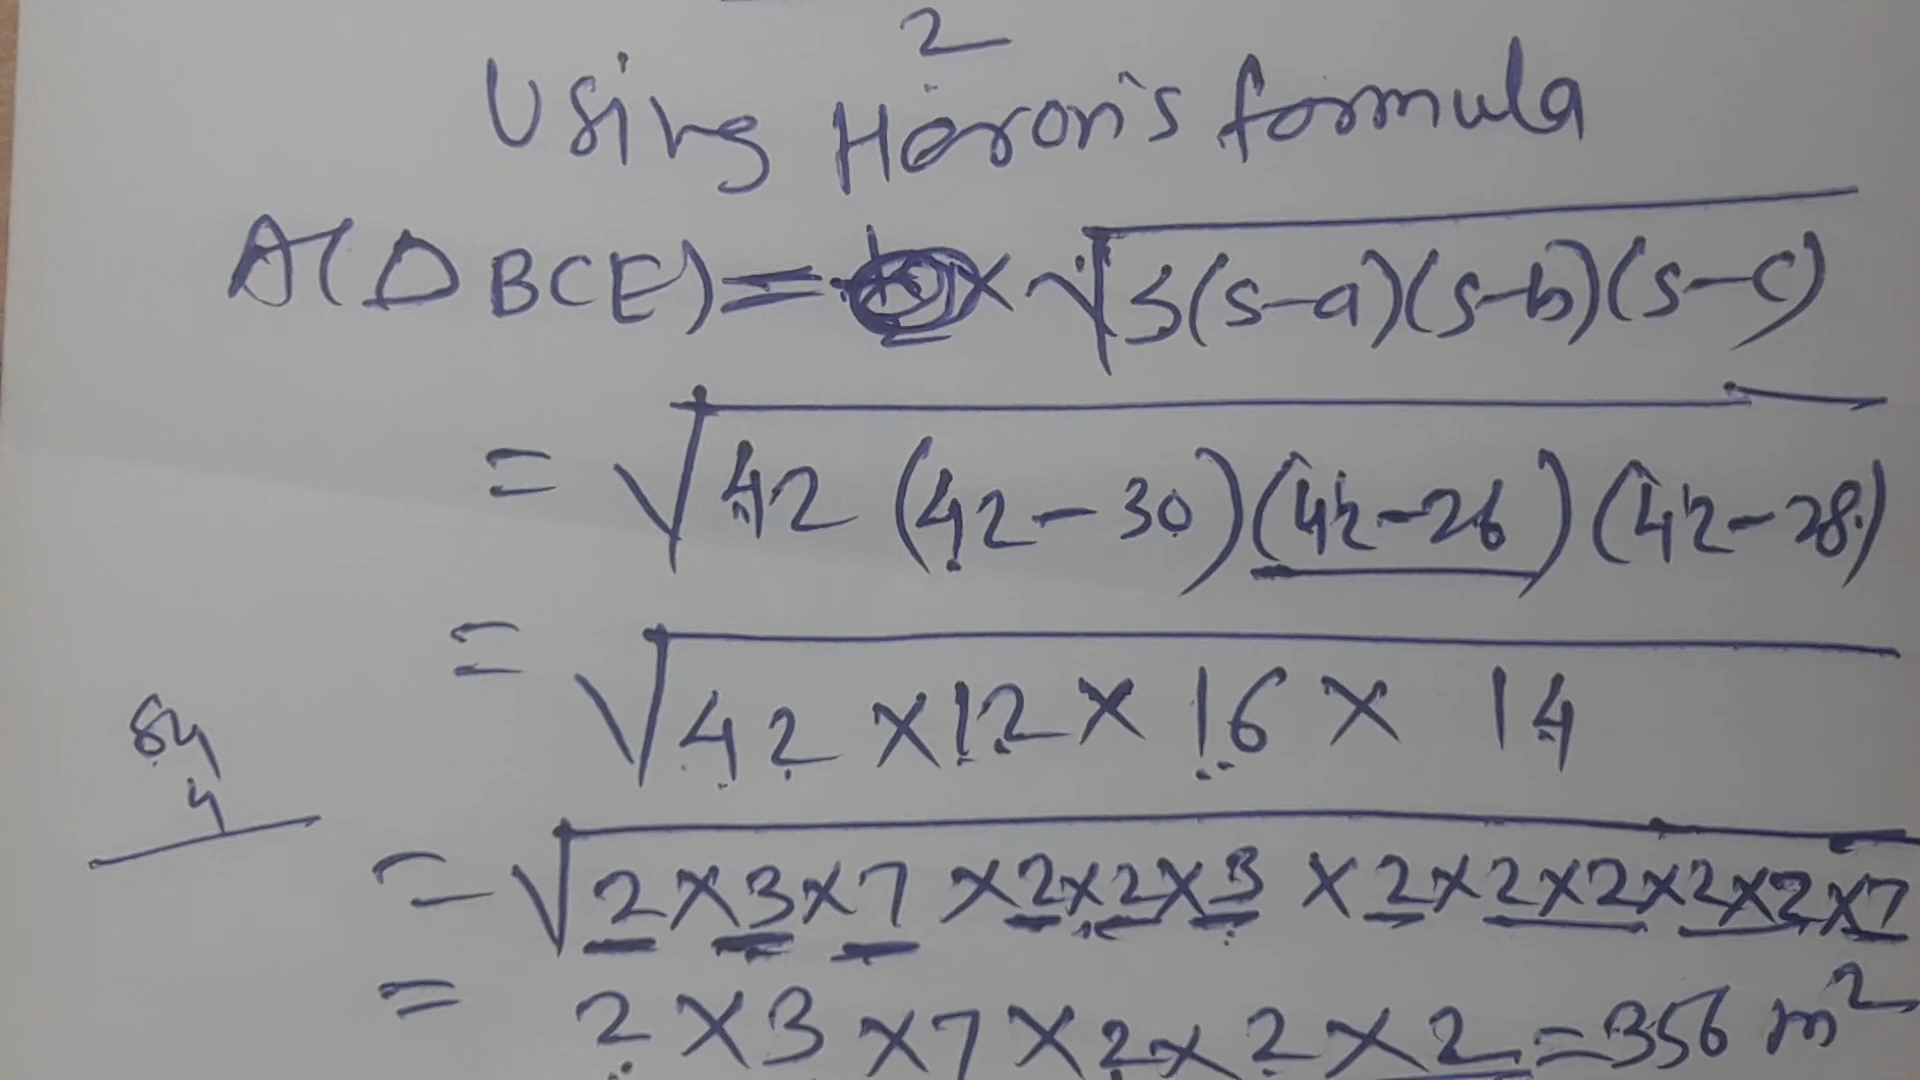 2
Using Heron's formula
A(Δ BCE) = × √s(s-a)(s-b)(s-c)
= √42 (42-30)(42-26)(42-28)
= √42 ×12× 16 × 14
84
4
= √2×3×7 ×2×2×3 ×2×2×2×2×2×7
= 2 ×3 ×7×2×2×2 = 356 m²